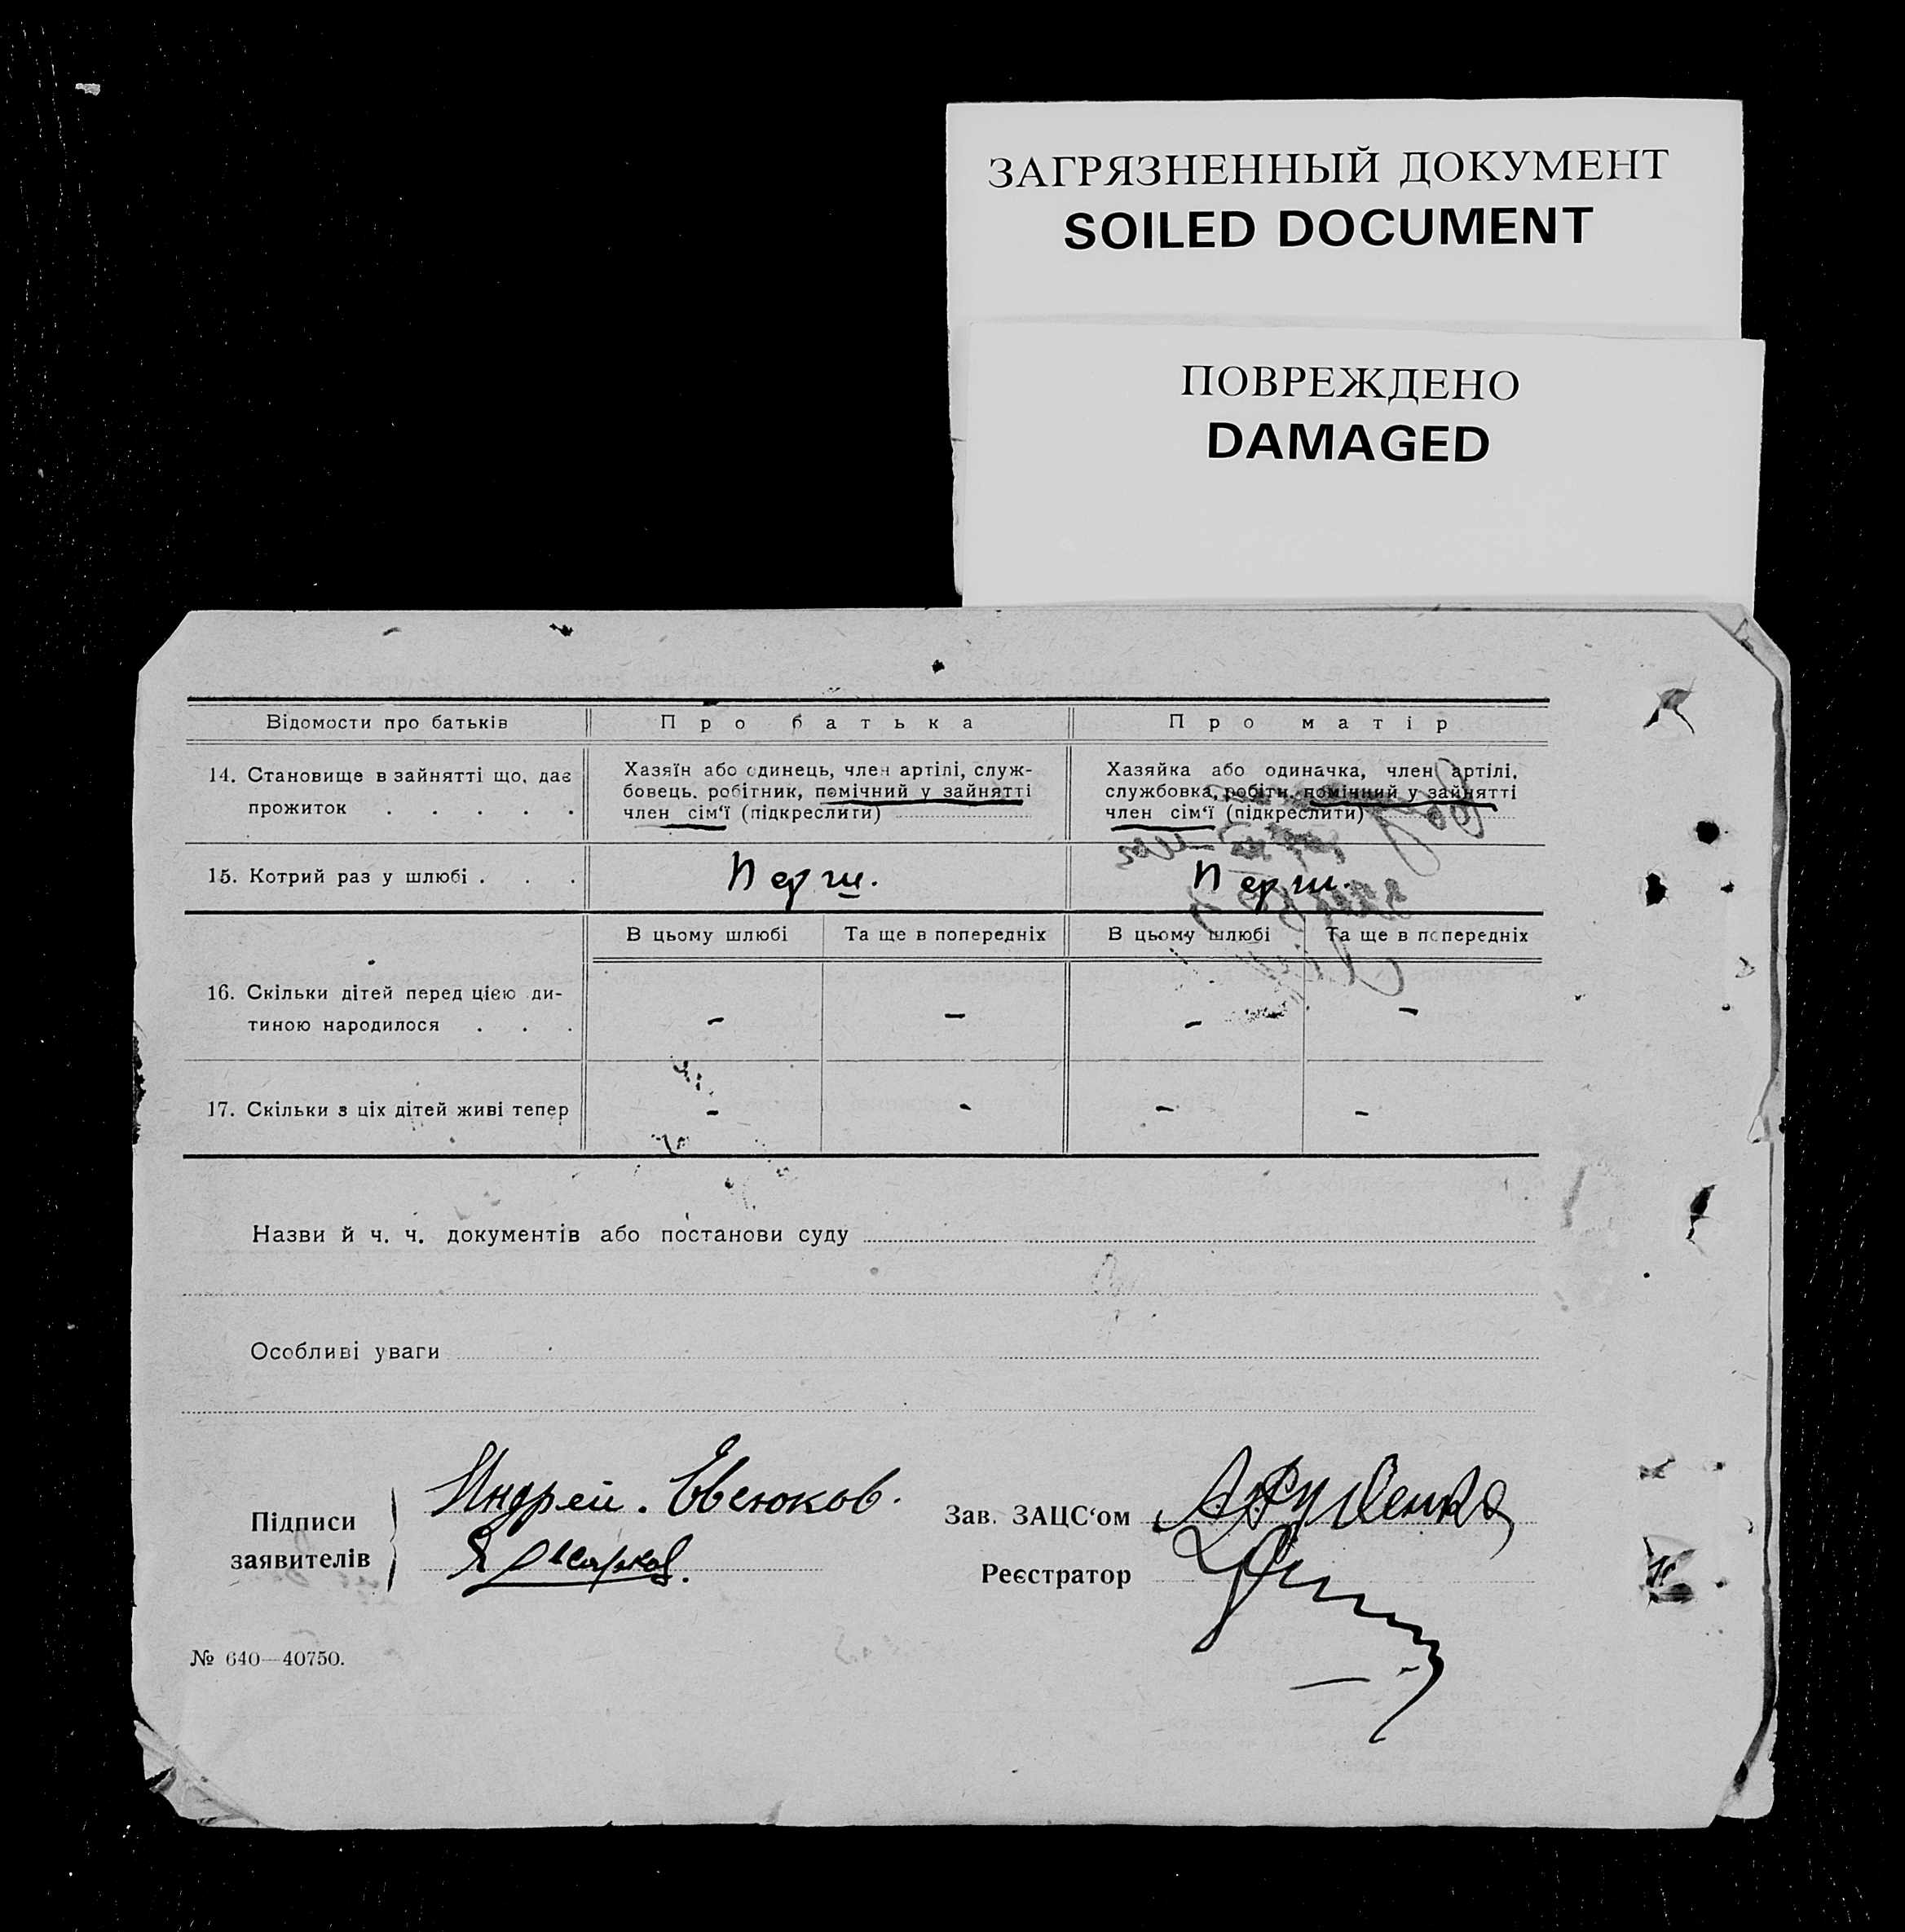 ЗАГРЯЗНЕННЫЙ ДОКУМЕНТ
SOILED DOCUMENT
ПОВРЕЖДЕНО
DAMAGED
Відомости про батьків Про батька Про матір
14. Становище в зайнятті що, дає прожиток . . . . .
Хазяїн або одинець, член артілі, служ-
бовець. робітник, помічний у зайнятті
член сім'ї (підкреслити)
Хазяйка або одиначка, член артілі.
службовка, робітн. помічний у зайнятті
член сім'ї (підкреслити)
15. Котрий раз у шлюбі . . . Перш. Перш.
В цьому шлюбі Та ще в попередніх В цьому шлюбі Та ще в попередніх
16. Скільки дітей перед цією ди-
тиною народилося . . . – – – –
17. Скільки з ціх дітей живі тепер – – – –
Назви й ч. ч. документів або постанови суду
Особливі уваги
Підписи
заявителів
Андрей. Евсюков.
Зав. ЗАЦС'ом
Реєстратор
№ 640—40750.